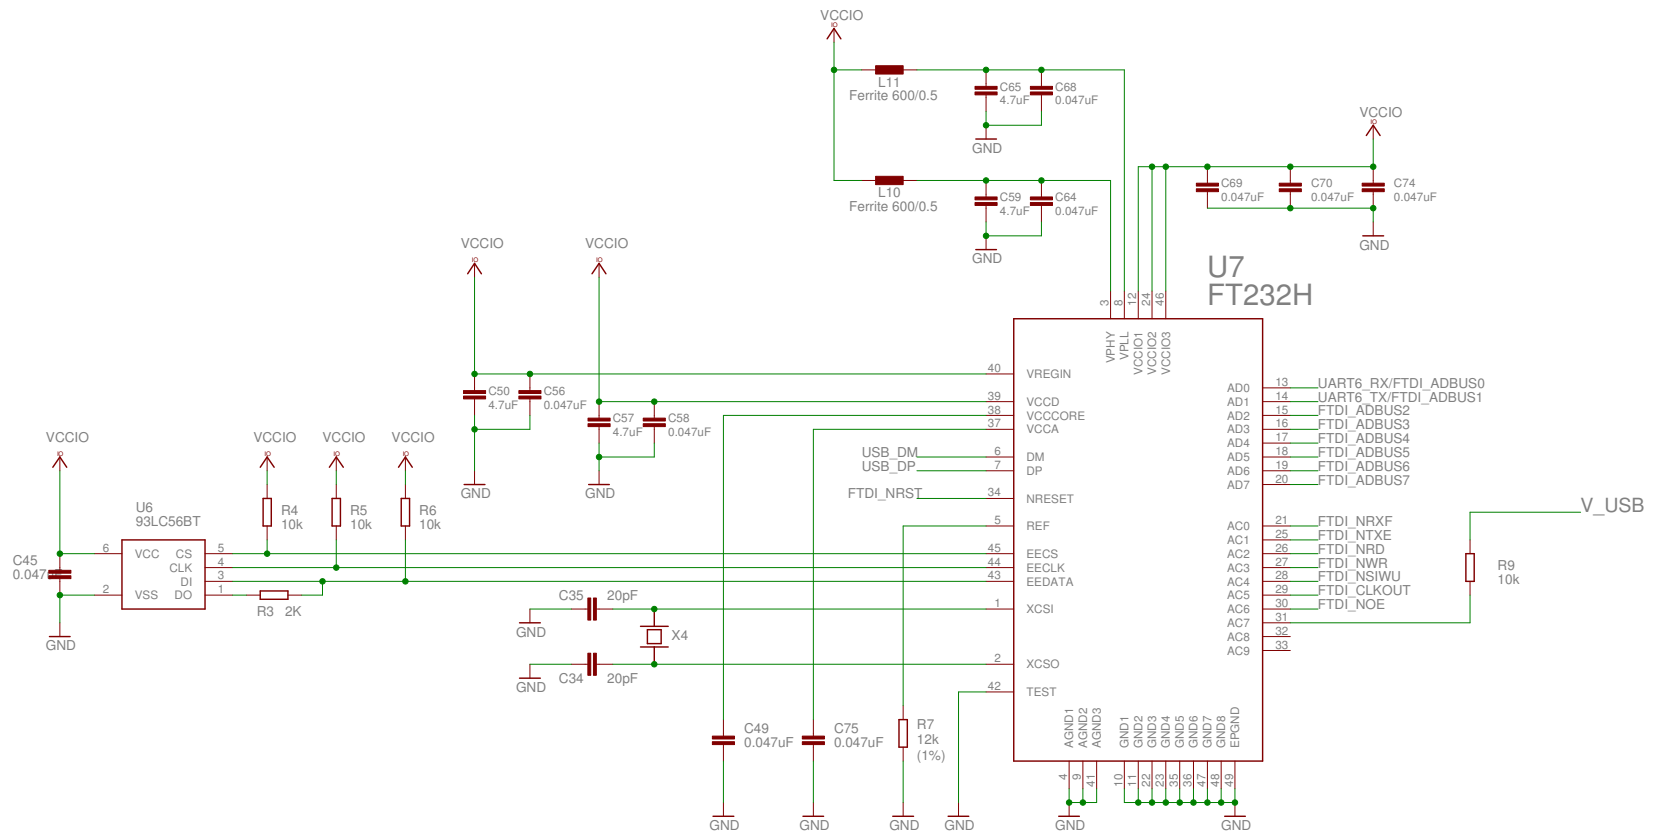 VCCIO
L11
Ferrite 600/0.5
C65
4.7uF
C68
0.047uF
GND
L10
Ferrite 600/0.5
C59
4.7uF
C64
0.047uF
GND
VCCIO
C69
0.047uF
C70
0.047uF
C74
0.047uF
GND
U7
FT232H
VCCIO
VCCIO
C50
4.7uF
C56
0.047uF
C57
4.7uF
C58
0.047uF
GND
GND
VCCIO
VCCIO
VCCIO
VCCIO
R4
10k
R5
10k
R6
10k
U6
93LC56BT
C45
0.047
6 VCC CS 5
CLK 4
DI 3
2 VSS DO 1
R3 2K
GND
USB_DM
USB_DP
FTDI_NRST
C35 20pF
GND
X4
GND
C34 20pF
C49
0.047uF
C75
0.047uF
R7
12k
(1%)
GND
GND
GND
GND
3 8 12 24 46
VPHY
VPLL
VCCIO1
VCCIO2
VCCIO3
40 VREGIN
39 VCCD
38 VCCCORE
37 VCCA
6 DM
7 DP
34 NRESET
5 REF
45 EECS
44 EECLK
43 EEDATA
1 XCSI
2 XCSO
42 TEST
AD0 13 UART6_RX/FTDI_ADBUS0
AD1 14 UART6_TX/FTDI_ADBUS1
AD2 15 FTDI_ADBUS2
AD3 16 FTDI_ADBUS3
AD4 17 FTDI_ADBUS4
AD5 18 FTDI_ADBUS5
AD6 19 FTDI_ADBUS6
AD7 20 FTDI_ADBUS7
AC0 21 FTDI_NRXF
AC1 25 FTDI_NTXE
AC2 26 FTDI_NRD
AC3 27 FTDI_NWR
AC4 28 FTDI_NSIWU
AC5 29 FTDI_CLKOUT
AC6 30 FTDI_NOE
AC7 31
AC8 32
AC9 33
V_USB
R9
10k
AGND1
AGND2
AGND3
GND1
GND2
GND3
GND4
GND5
GND6
GND7
GND8
EPGND
4 9 41 10 11 22 23 35 36 47 48 49
GND
GND